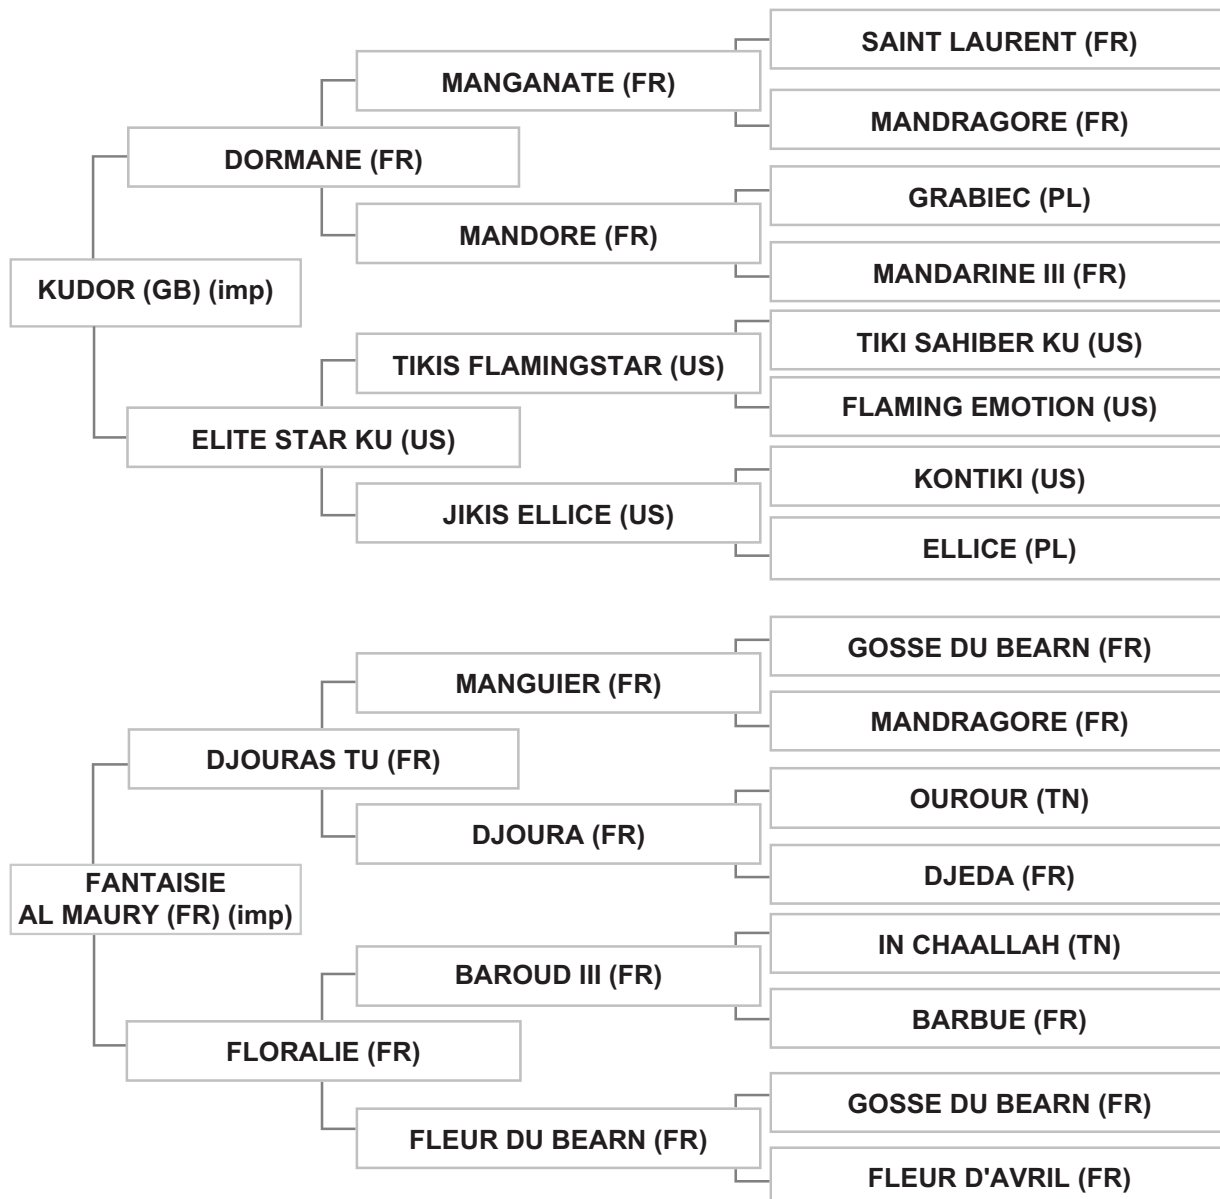 SAINT LAURENT (FR)
MANGANATE (FR)
MANDRAGORE (FR)
DORMANE (FR)
GRABIEC (PL)
MANDORE (FR)
MANDARINE III (FR)
KUDOR (GB) (imp)
TIKI SAHIBER KU (US)
TIKIS FLAMINGSTAR (US)
FLAMING EMOTION (US)
ELITE STAR KU (US)
KONTIKI (US)
JIKIS ELLICE (US)
ELLICE (PL)
GOSSE DU BEARN (FR)
MANGUIER (FR)
MANDRAGORE (FR)
DJOURAS TU (FR)
OUROUR (TN)
DJOURA (FR)
DJEDA (FR)
FANTAISIE
AL MAURY (FR) (imp)
IN CHAALLAH (TN)
BAROUD III (FR)
BARBUE (FR)
FLORALIE (FR)
GOSSE DU BEARN (FR)
FLEUR DU BEARN (FR)
FLEUR D'AVRIL (FR)